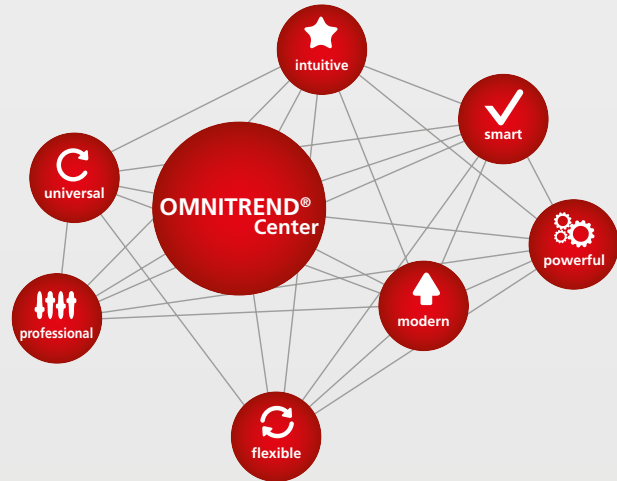 intuitive
smart
universal
OMNITREND®
Center
powerful
modern
professional
flexible